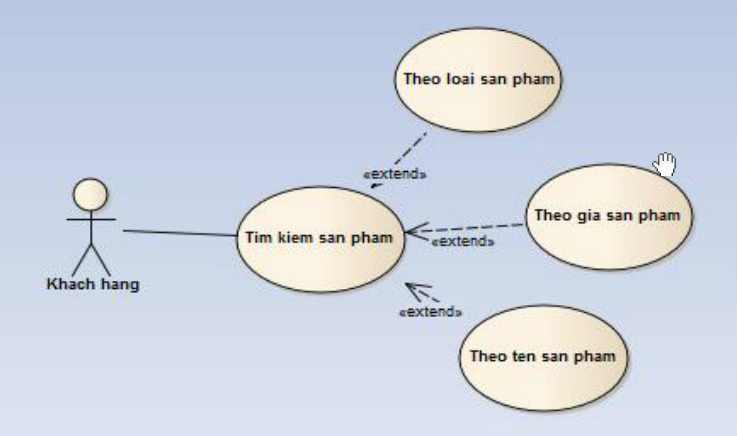 Theo loai san pham
«extend»
Theo gia san pham
Tim kiem san pham
«extend»
Khach hang
«extend»
Theo ten san pham